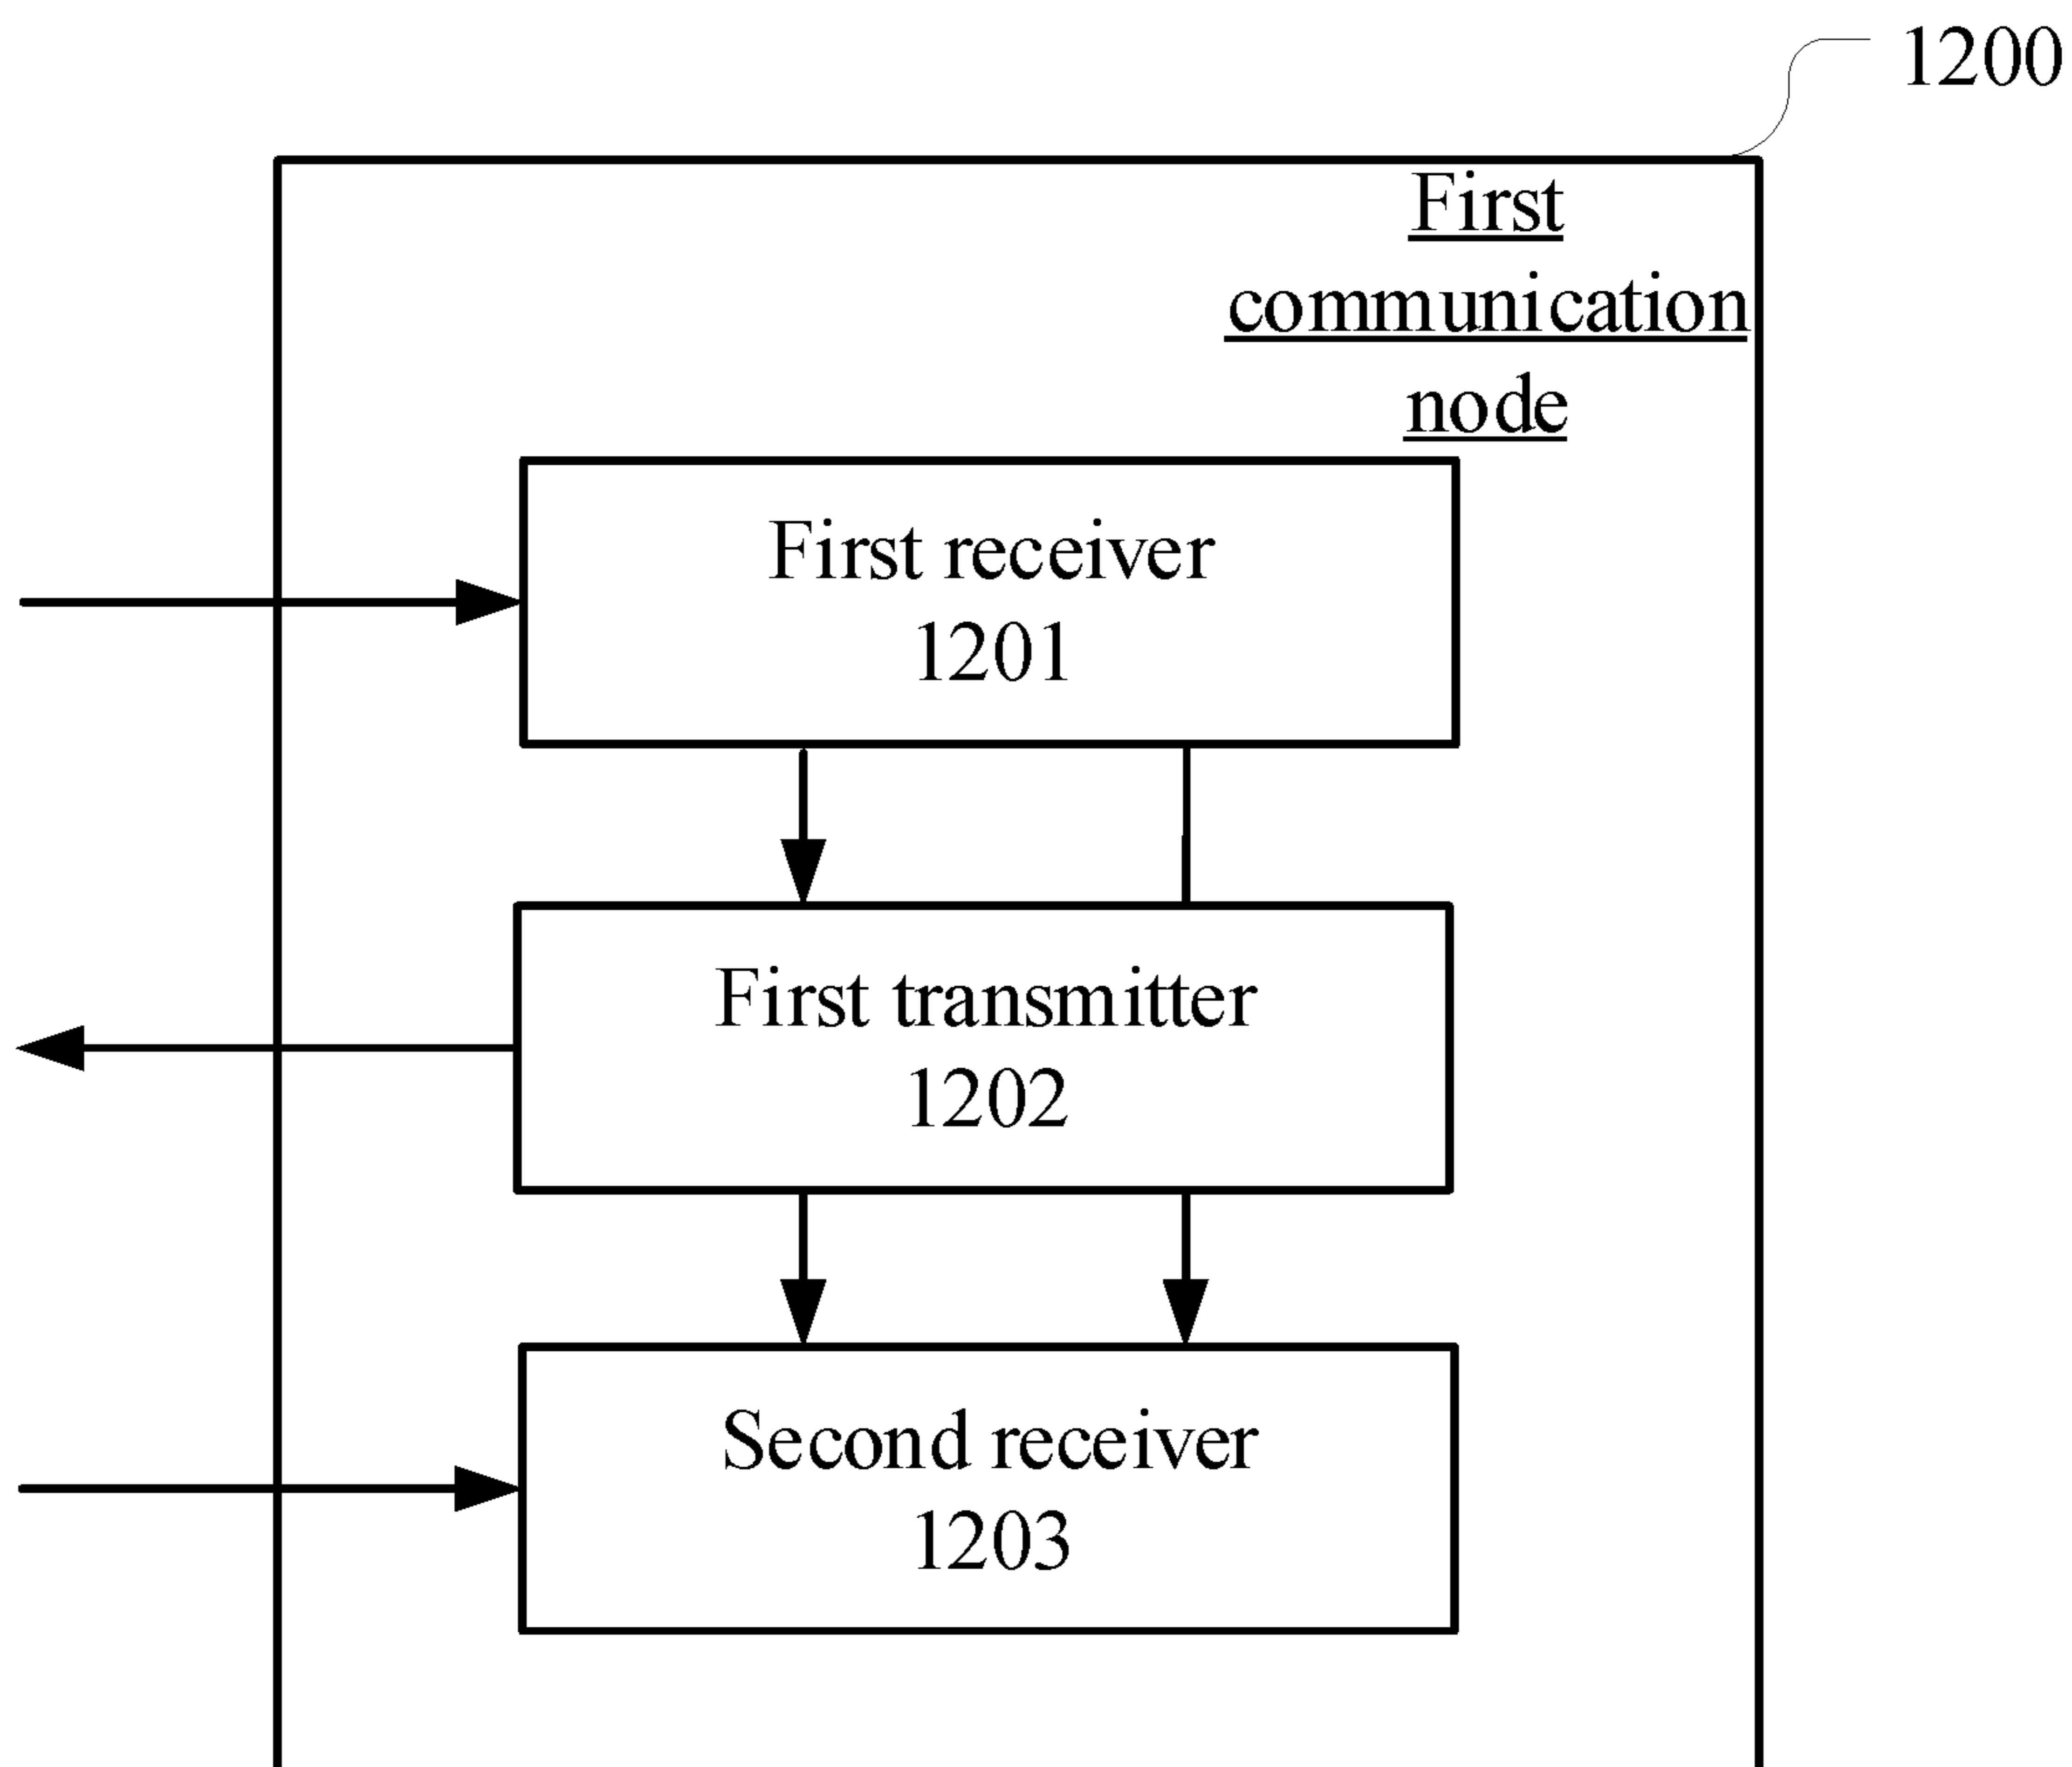 1200
First
communication
node
First receiver
1201
First transmitter
1202
Second receiver
1203